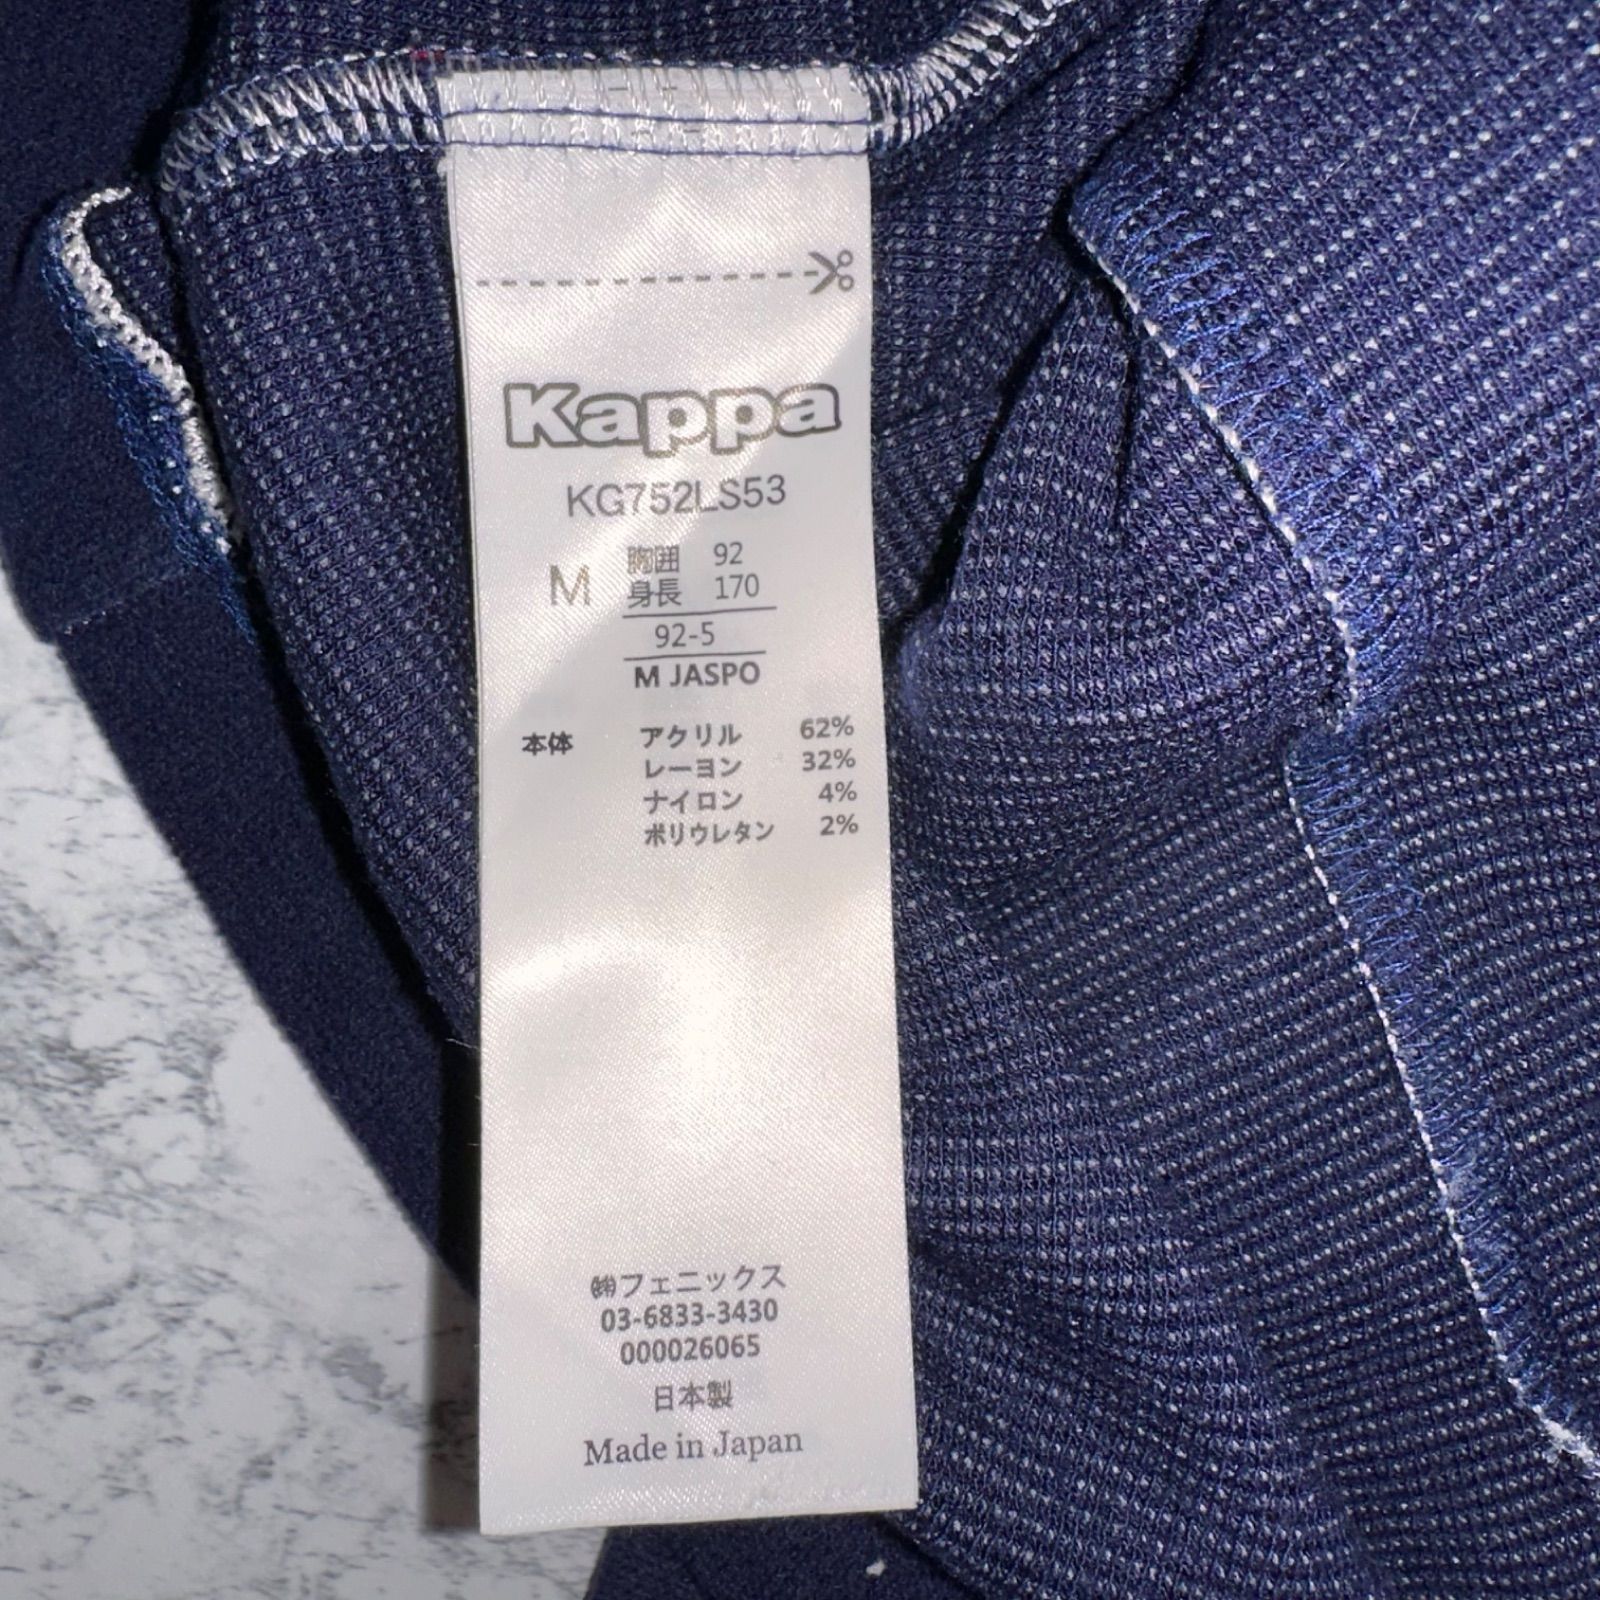 Kappa
KG752LS53
M 胸囲 92
身長 170
92-5
M JASPO
本体 アクリル 62%
レーヨン 32%
ナイロン 4%
ポリウレタン 2%
㈱フェニックス
03-6833-3430
000026065
日本製
Made in Japan